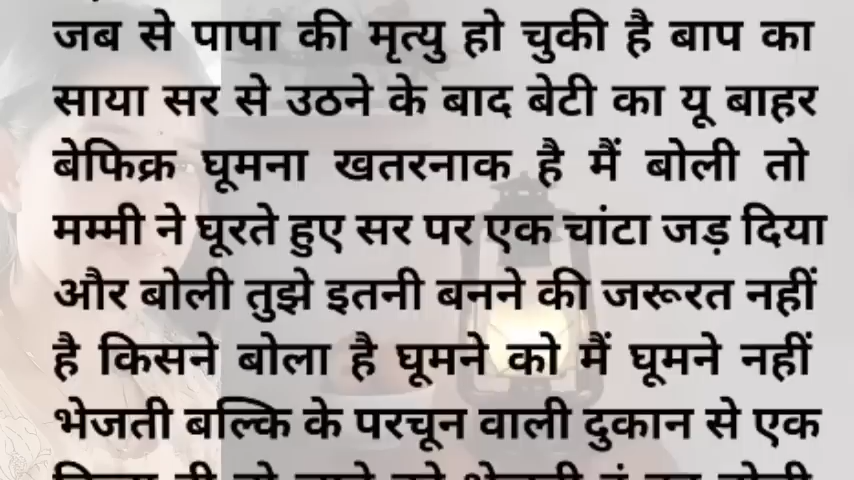 जब से पापा की मृत्यु हो चुकी है बाप का
साया सर से उठने के बाद बेटी का यू बाहर
बेफिक्र घूमना खतरनाक है मैं बोली तो
मम्मी ने घूरते हुए सर पर एक चांटा जड़ दिया
और बोली तुझे इतनी बनने की जरूरत नहीं
है किसने बोला है घूमने को मैं घूमने नहीं
भेजती बल्कि के परचून वाली दुकान से एक